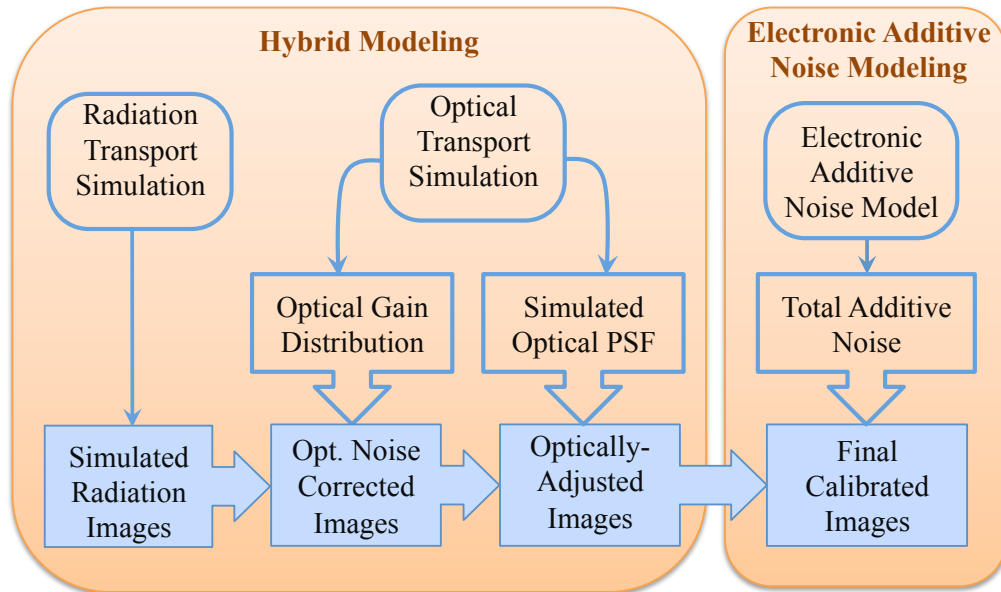 Hybrid Modeling
Electronic Additive
Noise Modeling
Radiation
Transport
Simulation
Optical
Transport
Simulation
Electronic
Additive
Noise Model
Optical Gain
Distribution
Simulated
Optical PSF
Total Additive
Noise
Simulated
Radiation
Images
Opt. Noise
Corrected
Images
Optically-
Adjusted
Images
Final
Calibrated
Images